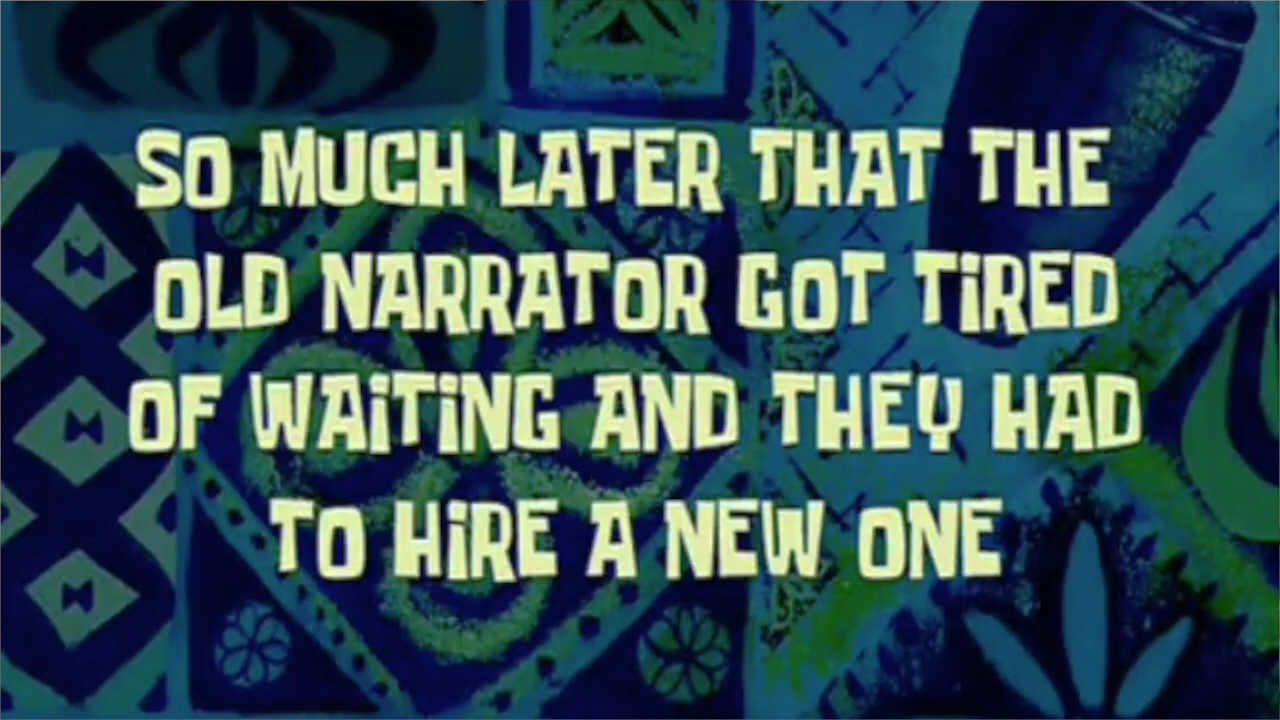 SO MUCH LATER THAT THE
OLD NARRATOR GOT TiRED
OF WAiTiNG AND THEY HAD
TO HiRE A NEW ONE